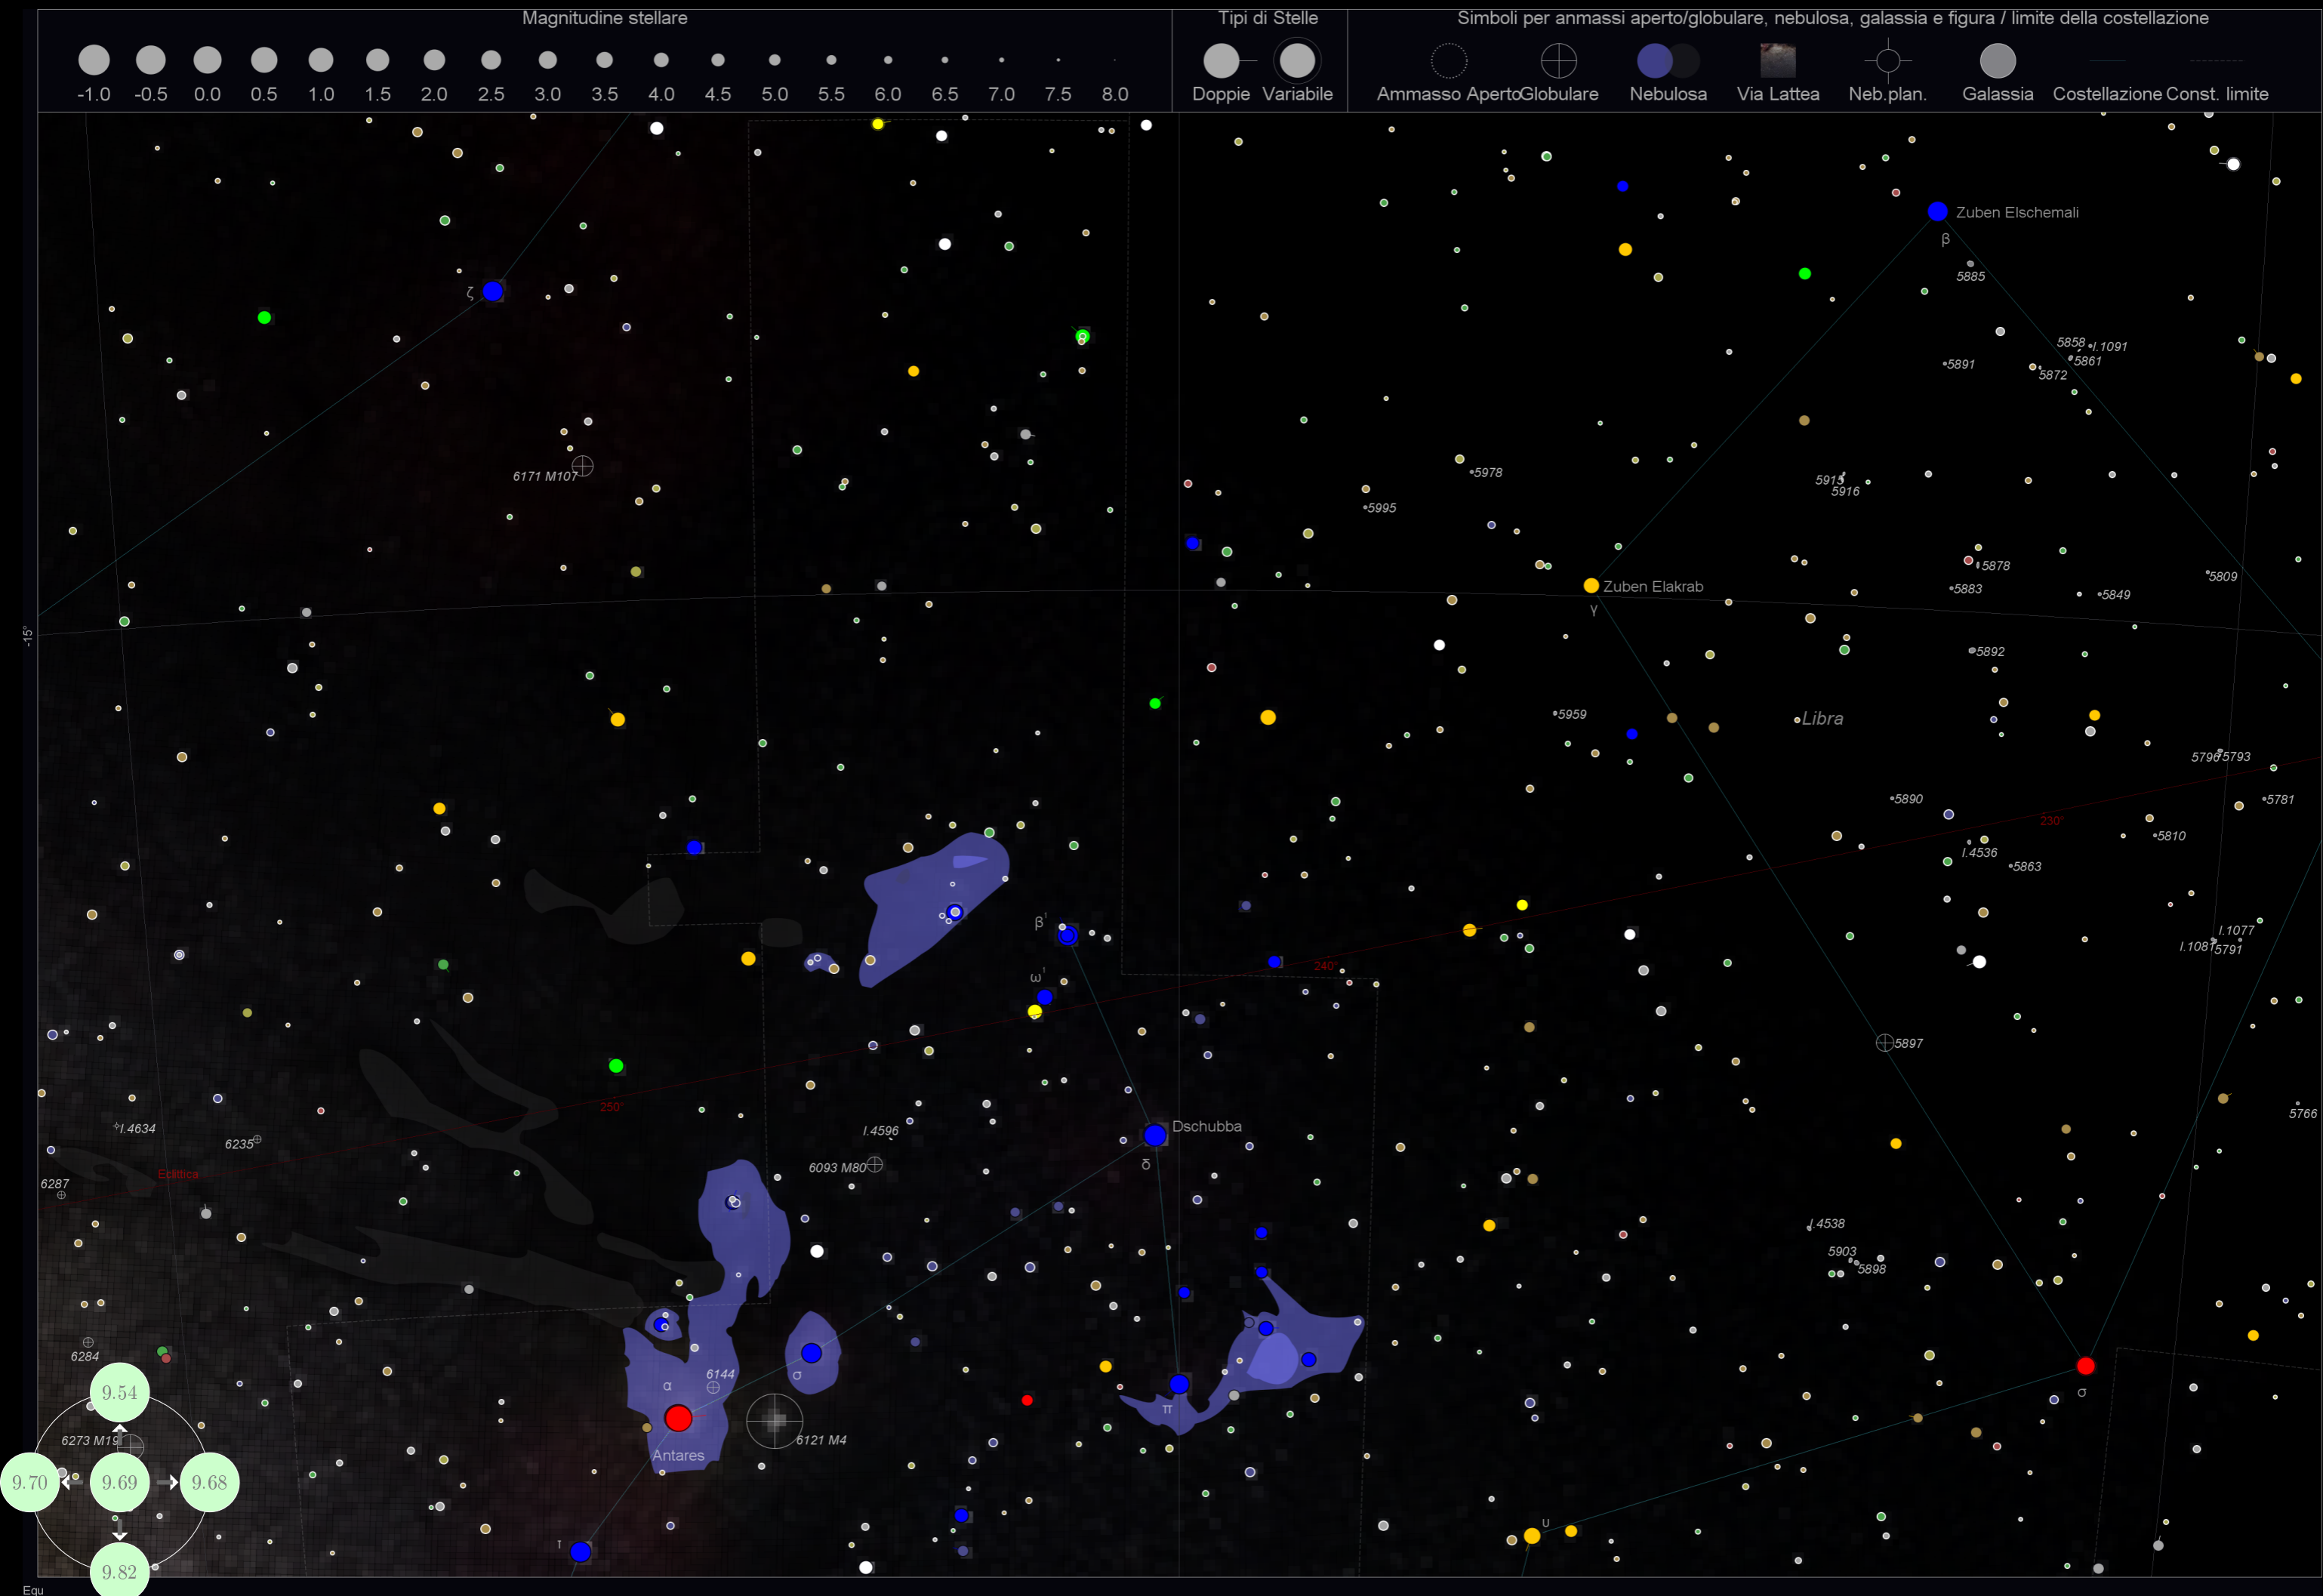 Magnitudine stellare
Tipi di Stelle
Simboli per anmassi aperto/globulare, nebulosa, galassia e figura / limite della costellazione
-1.0 -0.5 0.0 0.5 1.0 1.5 2.0 2.5 3.0 3.5 4.0 4.5 5.0 5.5 6.0 6.5 7.0 7.5 8.0
Doppie Variabile
Ammasso Aperto Globulare Nebulosa Via Lattea Neb.plan. Galassia Costellazione Const. limite
Zuben Elschemali
β
5885
ζ
5858 I.1091
5861
5891
5872
6171 M107
5978
5913
5916
5995
5878
5809
Zuben Elakrab
5883
5849
γ
-15°
5892
5959
Libra
5796 5793
5890
5781
230°
5810
I.4536
5863
β¹
I.1077
I.1081 5791
240°
ω¹
5897
250°
5766
I.4634
6235
I.4596
Dschubba
δ
6093 M80
Eclittica
6287
I.4538
5903
5898
6284
6144
α
σ
σ
9.54
π
6273 M19
6121 M4
Antares
9.70 9.69 9.68
υ
τ
9.82
Equ